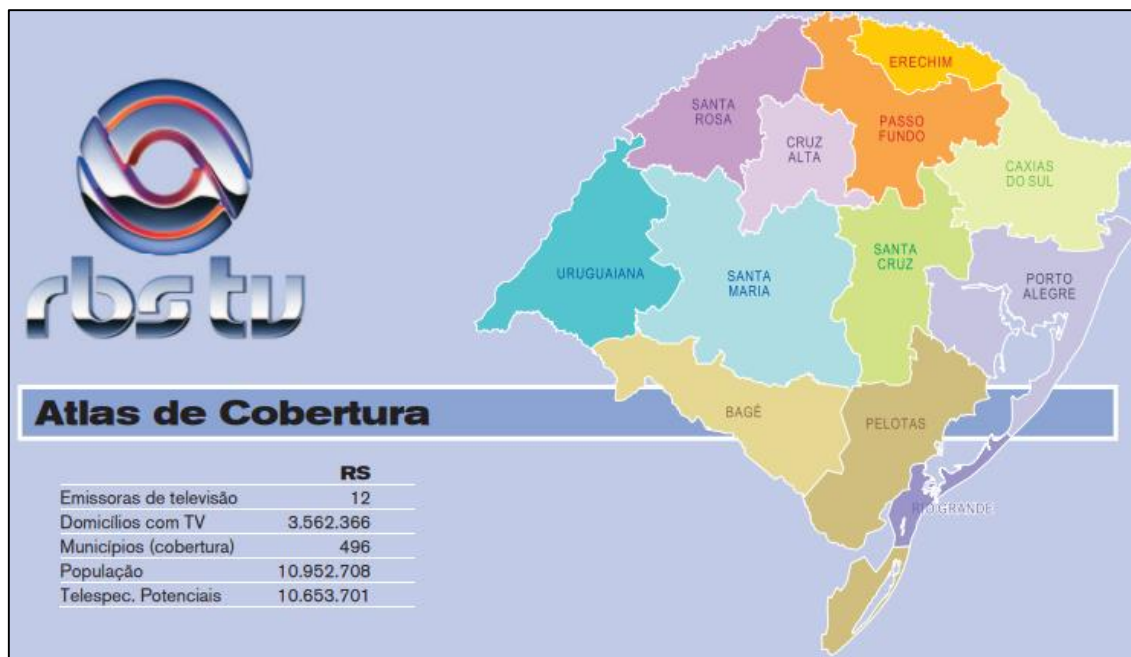 rbs tv
Atlas de Cobertura
RS
Emissoras de televisão 12
Domicílios com TV 3.562.366
Municípios (cobertura) 496
População 10.952.708
Telespec. Potenciais 10.653.701
ERECHIM
SANTA
ROSA
PASSO
FUNDO
CRUZ
ALTA
CAXIAS
DO SUL
URUGUAIANA
SANTA
MARIA
SANTA
CRUZ
PORTO
ALEGRE
BAGÉ
PELOTAS
RIO GRANDE